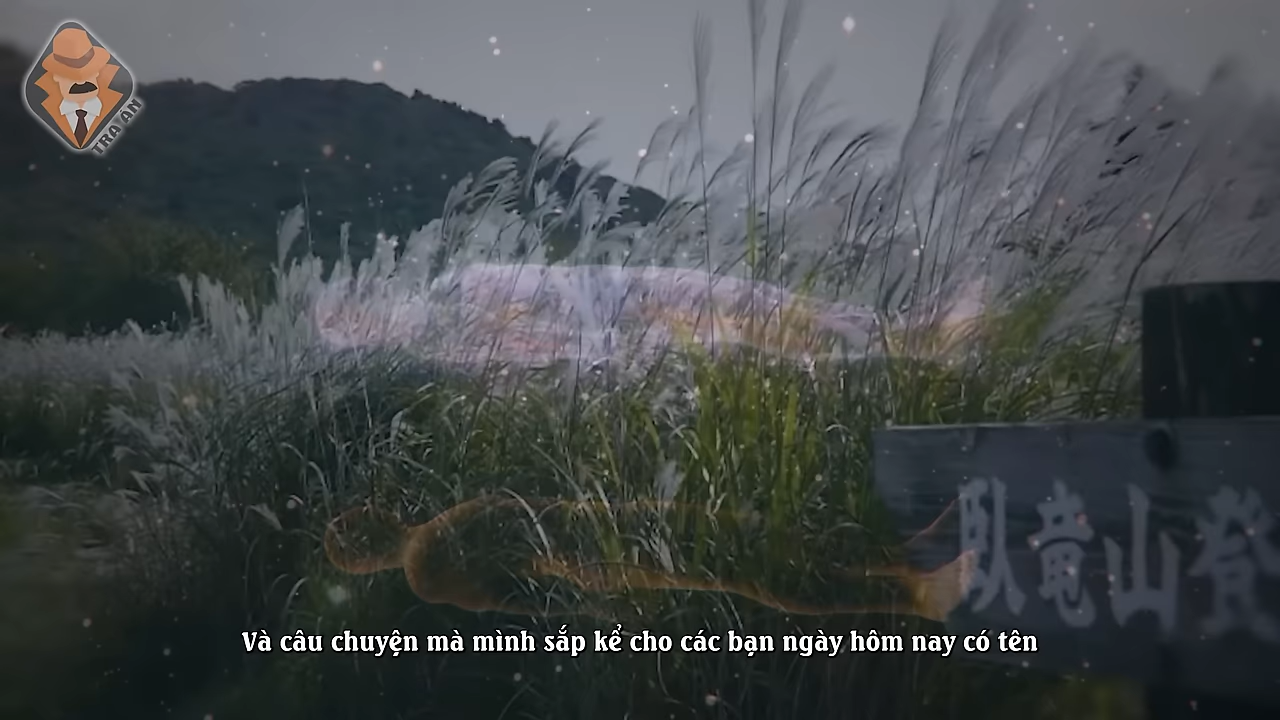 TRA ÁN
Và câu chuyện mà mình sắp kể cho các bạn ngày hôm nay có tên
臥竜山登